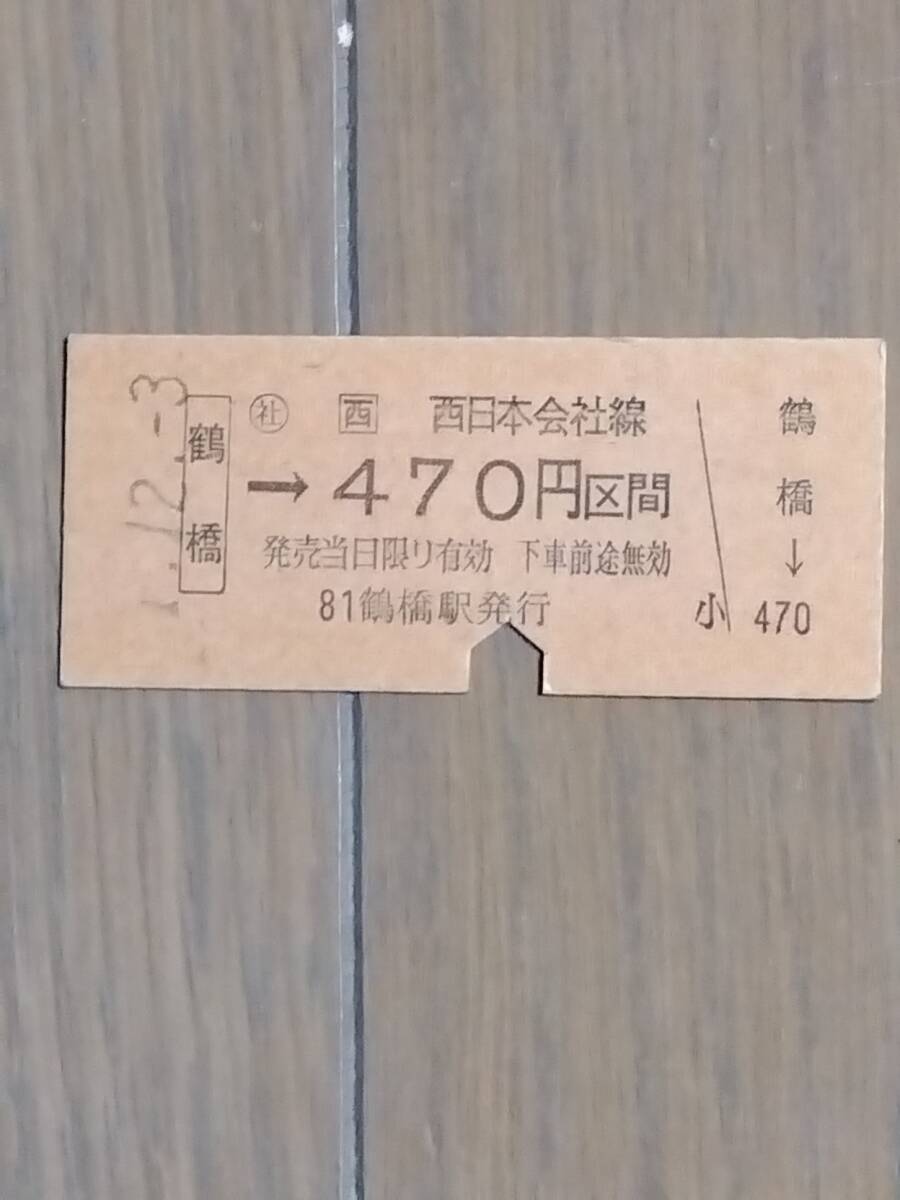 1.12.-3
鶴橋
㊓ 西 西日本会社線
→470円区間
発売当日限り有効 下車前途無効
81鶴橋駅発行
小
鶴橋
↓
470